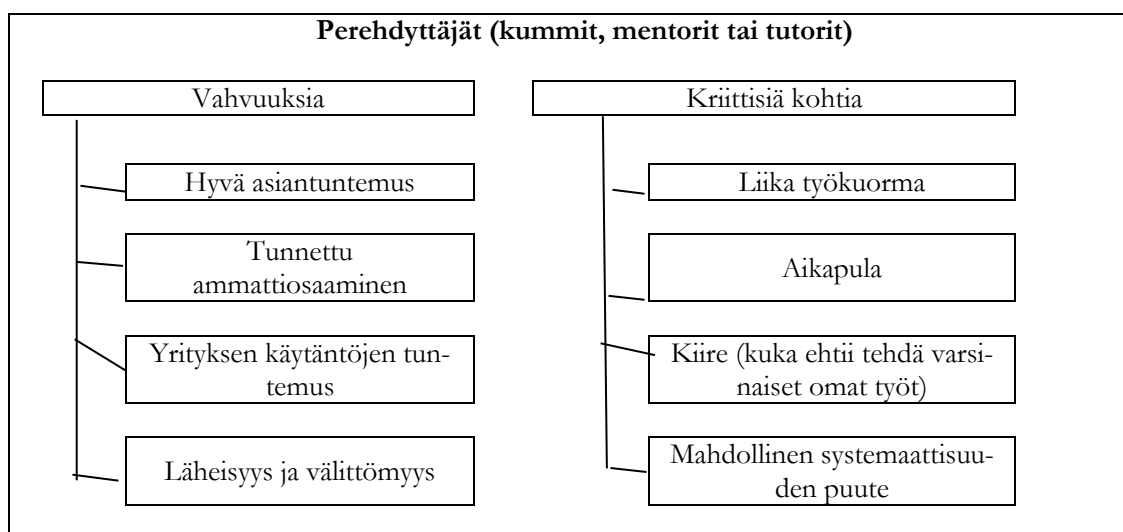 Perehdyttäjät (kummit, mentorit tai tutorit)
Vahvuuksia
Hyvä asiantuntemus
Tunnettu
ammattiosaaminen
Yrityksen käytäntöjen tun-
temus
Läheisyys ja välittömyys
Kriittisiä kohtia
Liika työkuorma
Aikapula
Kiire (kuka ehtii tehdä varsi-
naiset omat työt)
Mahdollinen systemaattisuu-
den puute